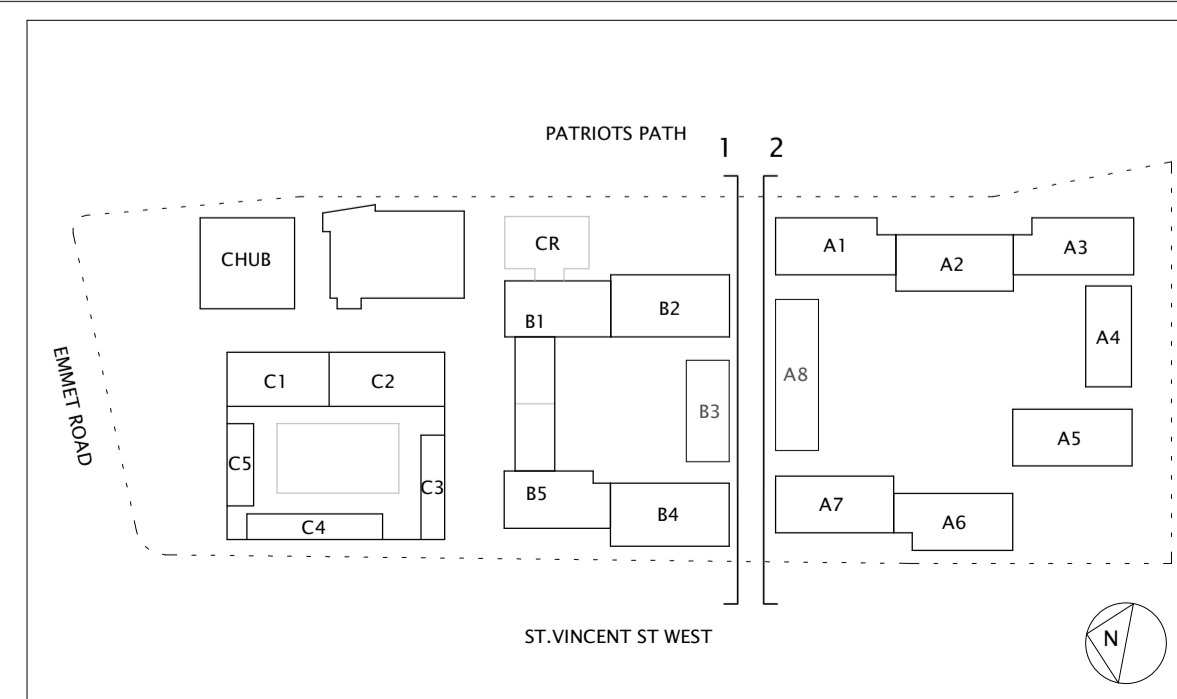 PATRIOTS PATH
1 2
CHUB
CR
A1
A2
A3
B1
B2
A4
EMMET ROAD
C1
C2
B3
A8
A5
C5
C3
C4
B5
B4
A7
A6
ST.VINCENT ST WEST
N